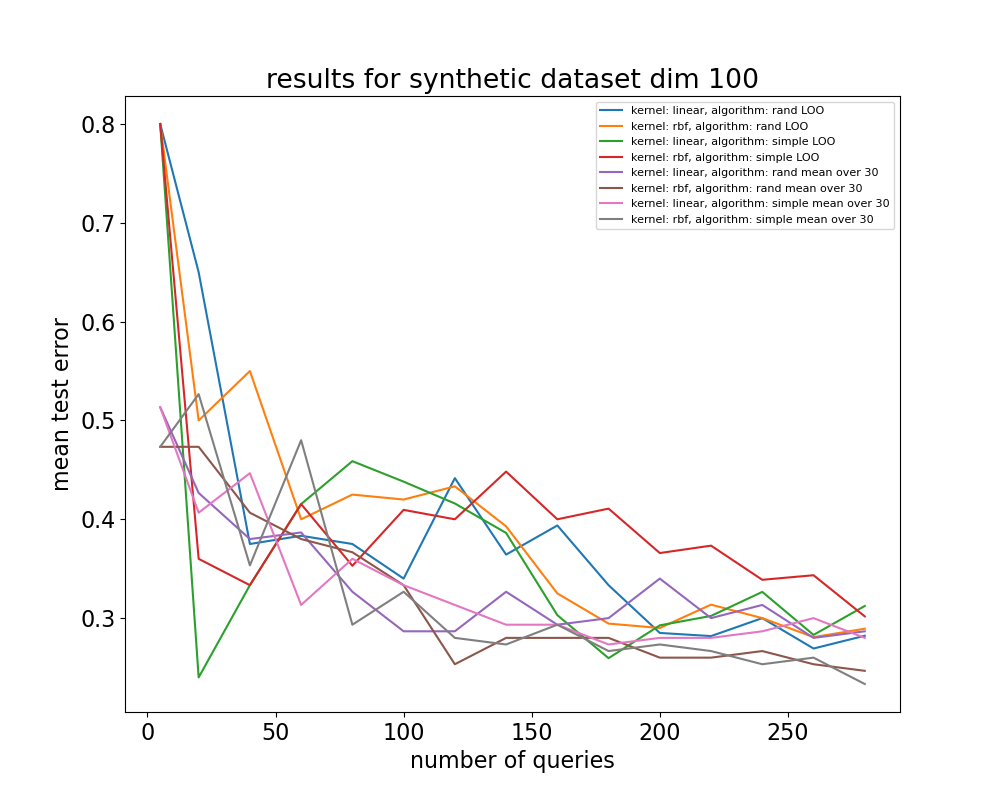 results for synthetic dataset dim 100
kernel: linear, algorithm: rand LOO
kernel: rbf, algorithm: rand LOO
kernel: linear, algorithm: simple LOO
kernel: rbf, algorithm: simple LOO
kernel: linear, algorithm: rand mean over 30
kernel: rbf, algorithm: rand mean over 30
kernel: linear, algorithm: simple mean over 30
kernel: rbf, algorithm: simple mean over 30
mean test error
0.8
0.7
0.6
0.5
0.4
0.3
0 50 100 150 200 250
number of queries